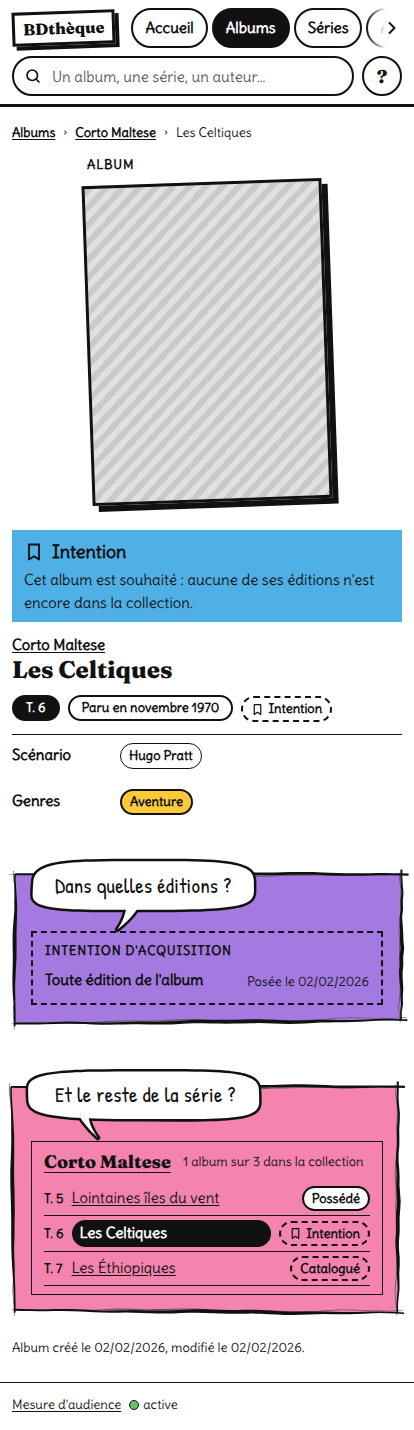 BDthèque Accueil Albums Séries
Un album, une série, un auteur... ?
Albums › Corto Maltese › Les Celtiques
ALBUM
Intention
Cet album est souhaité : aucune de ses éditions n'est
encore dans la collection.
Corto Maltese
Les Celtiques
T. 6 Paru en novembre 1970 Intention
Scénario Hugo Pratt
Genres Aventure
Dans quelles éditions ?
INTENTION D'ACQUISITION
Toute édition de l'album Posée le 02/02/2026
Et le reste de la série ?
Corto Maltese 1 album sur 3 dans la collection
T. 5 Lointaines îles du vent Possédé
T. 6 Les Celtiques Intention
T. 7 Les Éthiopiques Catalogué
Album créé le 02/02/2026, modifié le 02/02/2026.
Mesure d'audience active